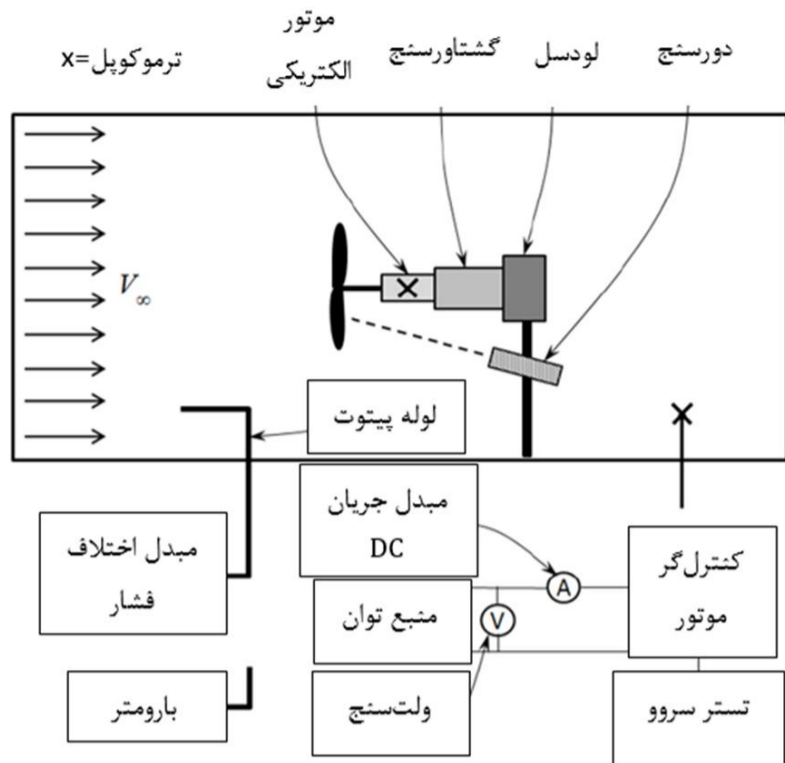 ترموکوپل=x
موتور
الکتریکی
گشتاورسنج
لودسل
دورسنج
V∞
لوله پیتوت
مبدل اختلاف
فشار
بارومتر
مبدل جریان
DC
منبع توان
ولت‌سنج
A
V
کنترل‌گر
موتور
تستر سروو